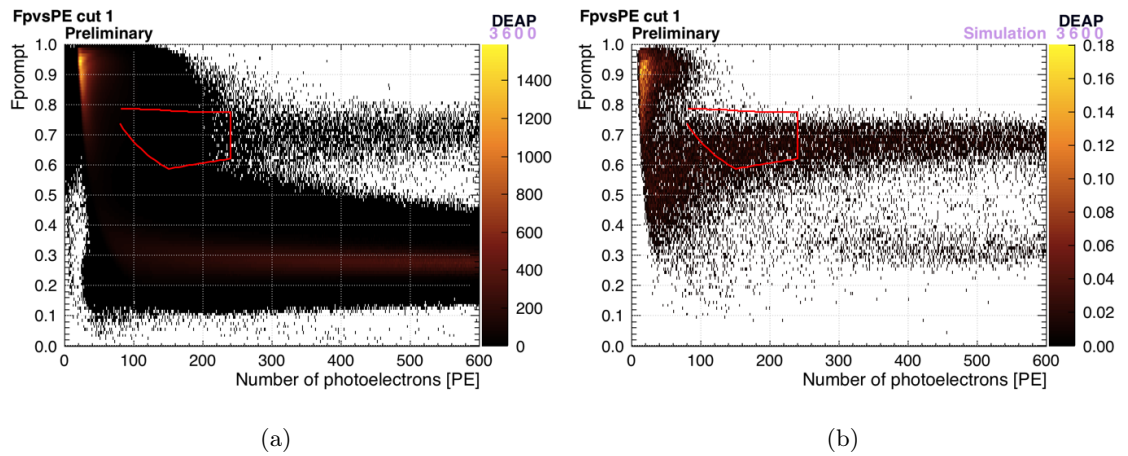 FpvsPE cut 1
Preliminary
DEAP
3600
Fprompt
1.0
0.9
0.8
0.7
0.6
0.5
0.4
0.3
0.2
0.1
0.0
0 100 200 300 400 500 600
Number of photoelectrons [PE]
1400
1200
1000
800
600
400
200
0
(a)
FpvsPE cut 1
Preliminary
Simulation
DEAP
3600
Fprompt
1.0
0.9
0.8
0.7
0.6
0.5
0.4
0.3
0.2
0.1
0.0
0 100 200 300 400 500 600
Number of photoelectrons [PE]
0.18
0.16
0.14
0.12
0.10
0.08
0.06
0.04
0.02
0.00
(b)